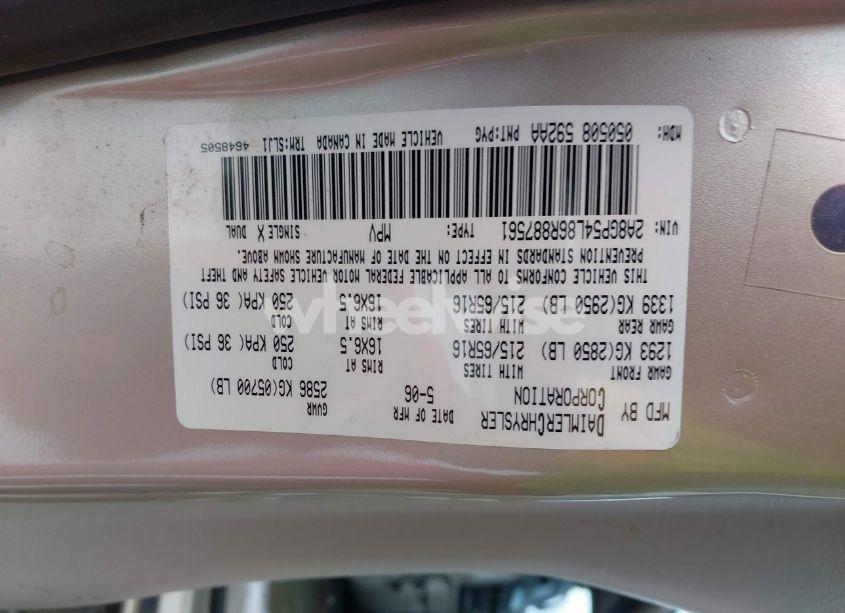 MFD BY DAIMLERCHRYSLER CORPORATION
DATE OF MFR 5-06
GVWR 2586 KG(05700 LB)
GAWR FRONT WITH TIRES RIMS AT COLD
1293 KG(2850 LB) 215/65R16 16X6.5 250 KPA( 36 PSI)
GAWR REAR WITH TIRES RIMS AT COLD
1339 KG(2950 LB) 215/65R16 16X6.5 250 KPA( 36 PSI)
THIS VEHICLE CONFORMS TO ALL APPLICABLE FEDERAL MOTOR VEHICLE SAFETY AND THEFT
PREVENTION STANDARDS IN EFFECT ON THE DATE OF MANUFACTURE SHOWN ABOVE.
VIN: 2A8GP54L86R887561 TYPE: MPV SINGLE X DUAL
MDH: 050508 592AA PNT:PYG VEHICLE MADE IN CANADA TRM:SLJ1 4648505
wheelwise